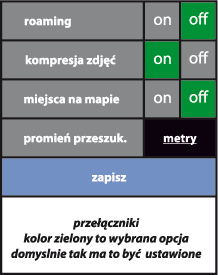 roaming on off
kompresja zdjęć on off
miejsca na mapie on off
promień przeszuk. metry
zapisz
przełączniki
kolor zielony to wybrana opcja
domyslnie tak ma to być ustawione